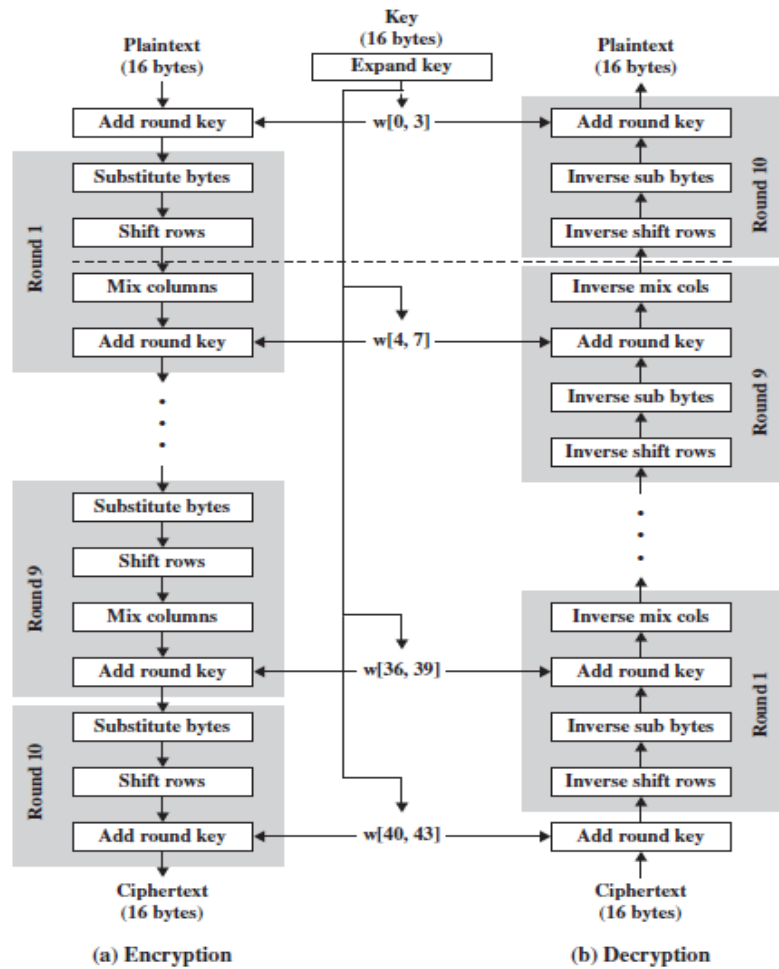 Key
(16 bytes)
Expand key
Plaintext
(16 bytes)
Add round key
Round 1
Substitute bytes
Shift rows
Mix columns
Add round key
Round 9
Substitute bytes
Shift rows
Mix columns
Add round key
Round 10
Substitute bytes
Shift rows
Add round key
Ciphertext
(16 bytes)
(a) Encryption
w[0, 3]
w[4, 7]
w[36, 39]
w[40, 43]
Plaintext
(16 bytes)
Add round key
Inverse sub bytes
Inverse shift rows
Round 10
Inverse mix cols
Add round key
Inverse sub bytes
Inverse shift rows
Round 9
Inverse mix cols
Add round key
Inverse sub bytes
Inverse shift rows
Round 1
Add round key
Ciphertext
(16 bytes)
(b) Decryption